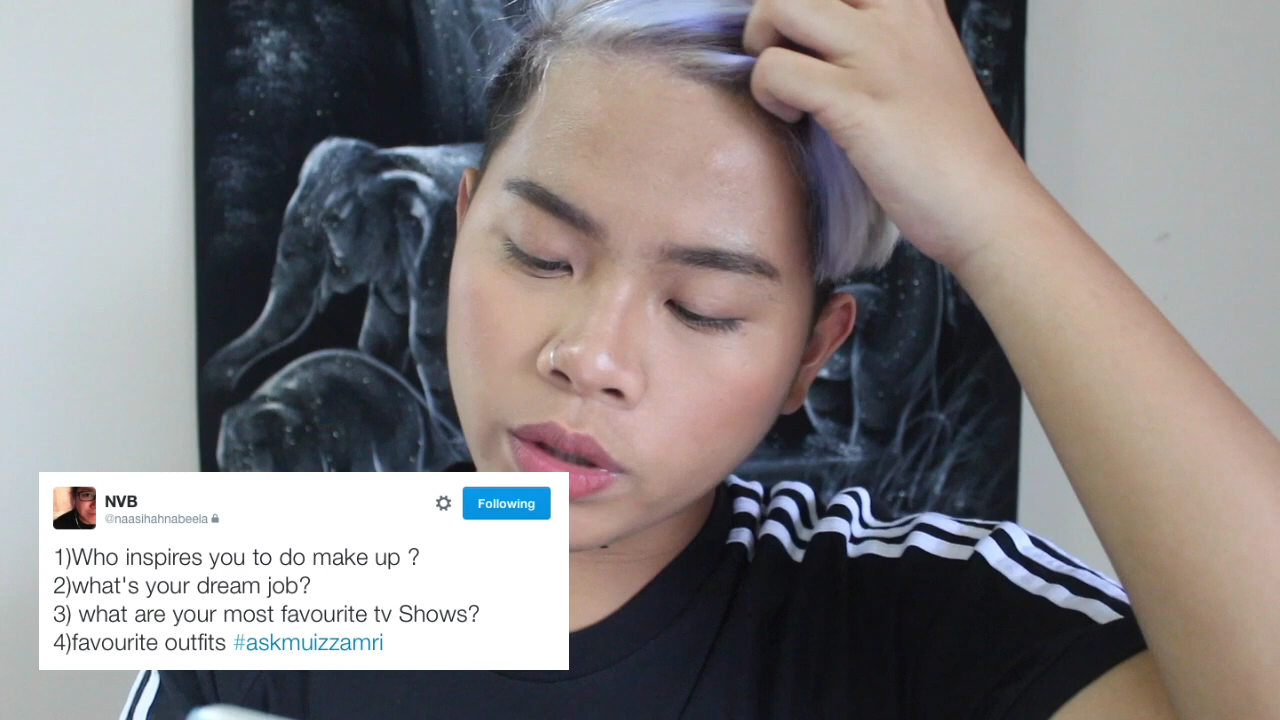 NVB
@naasihahnabeela
Following
1)Who inspires you to do make up ?
2)what's your dream job?
3) what are your most favourite tv Shows?
4)favourite outfits #askmuizzamri